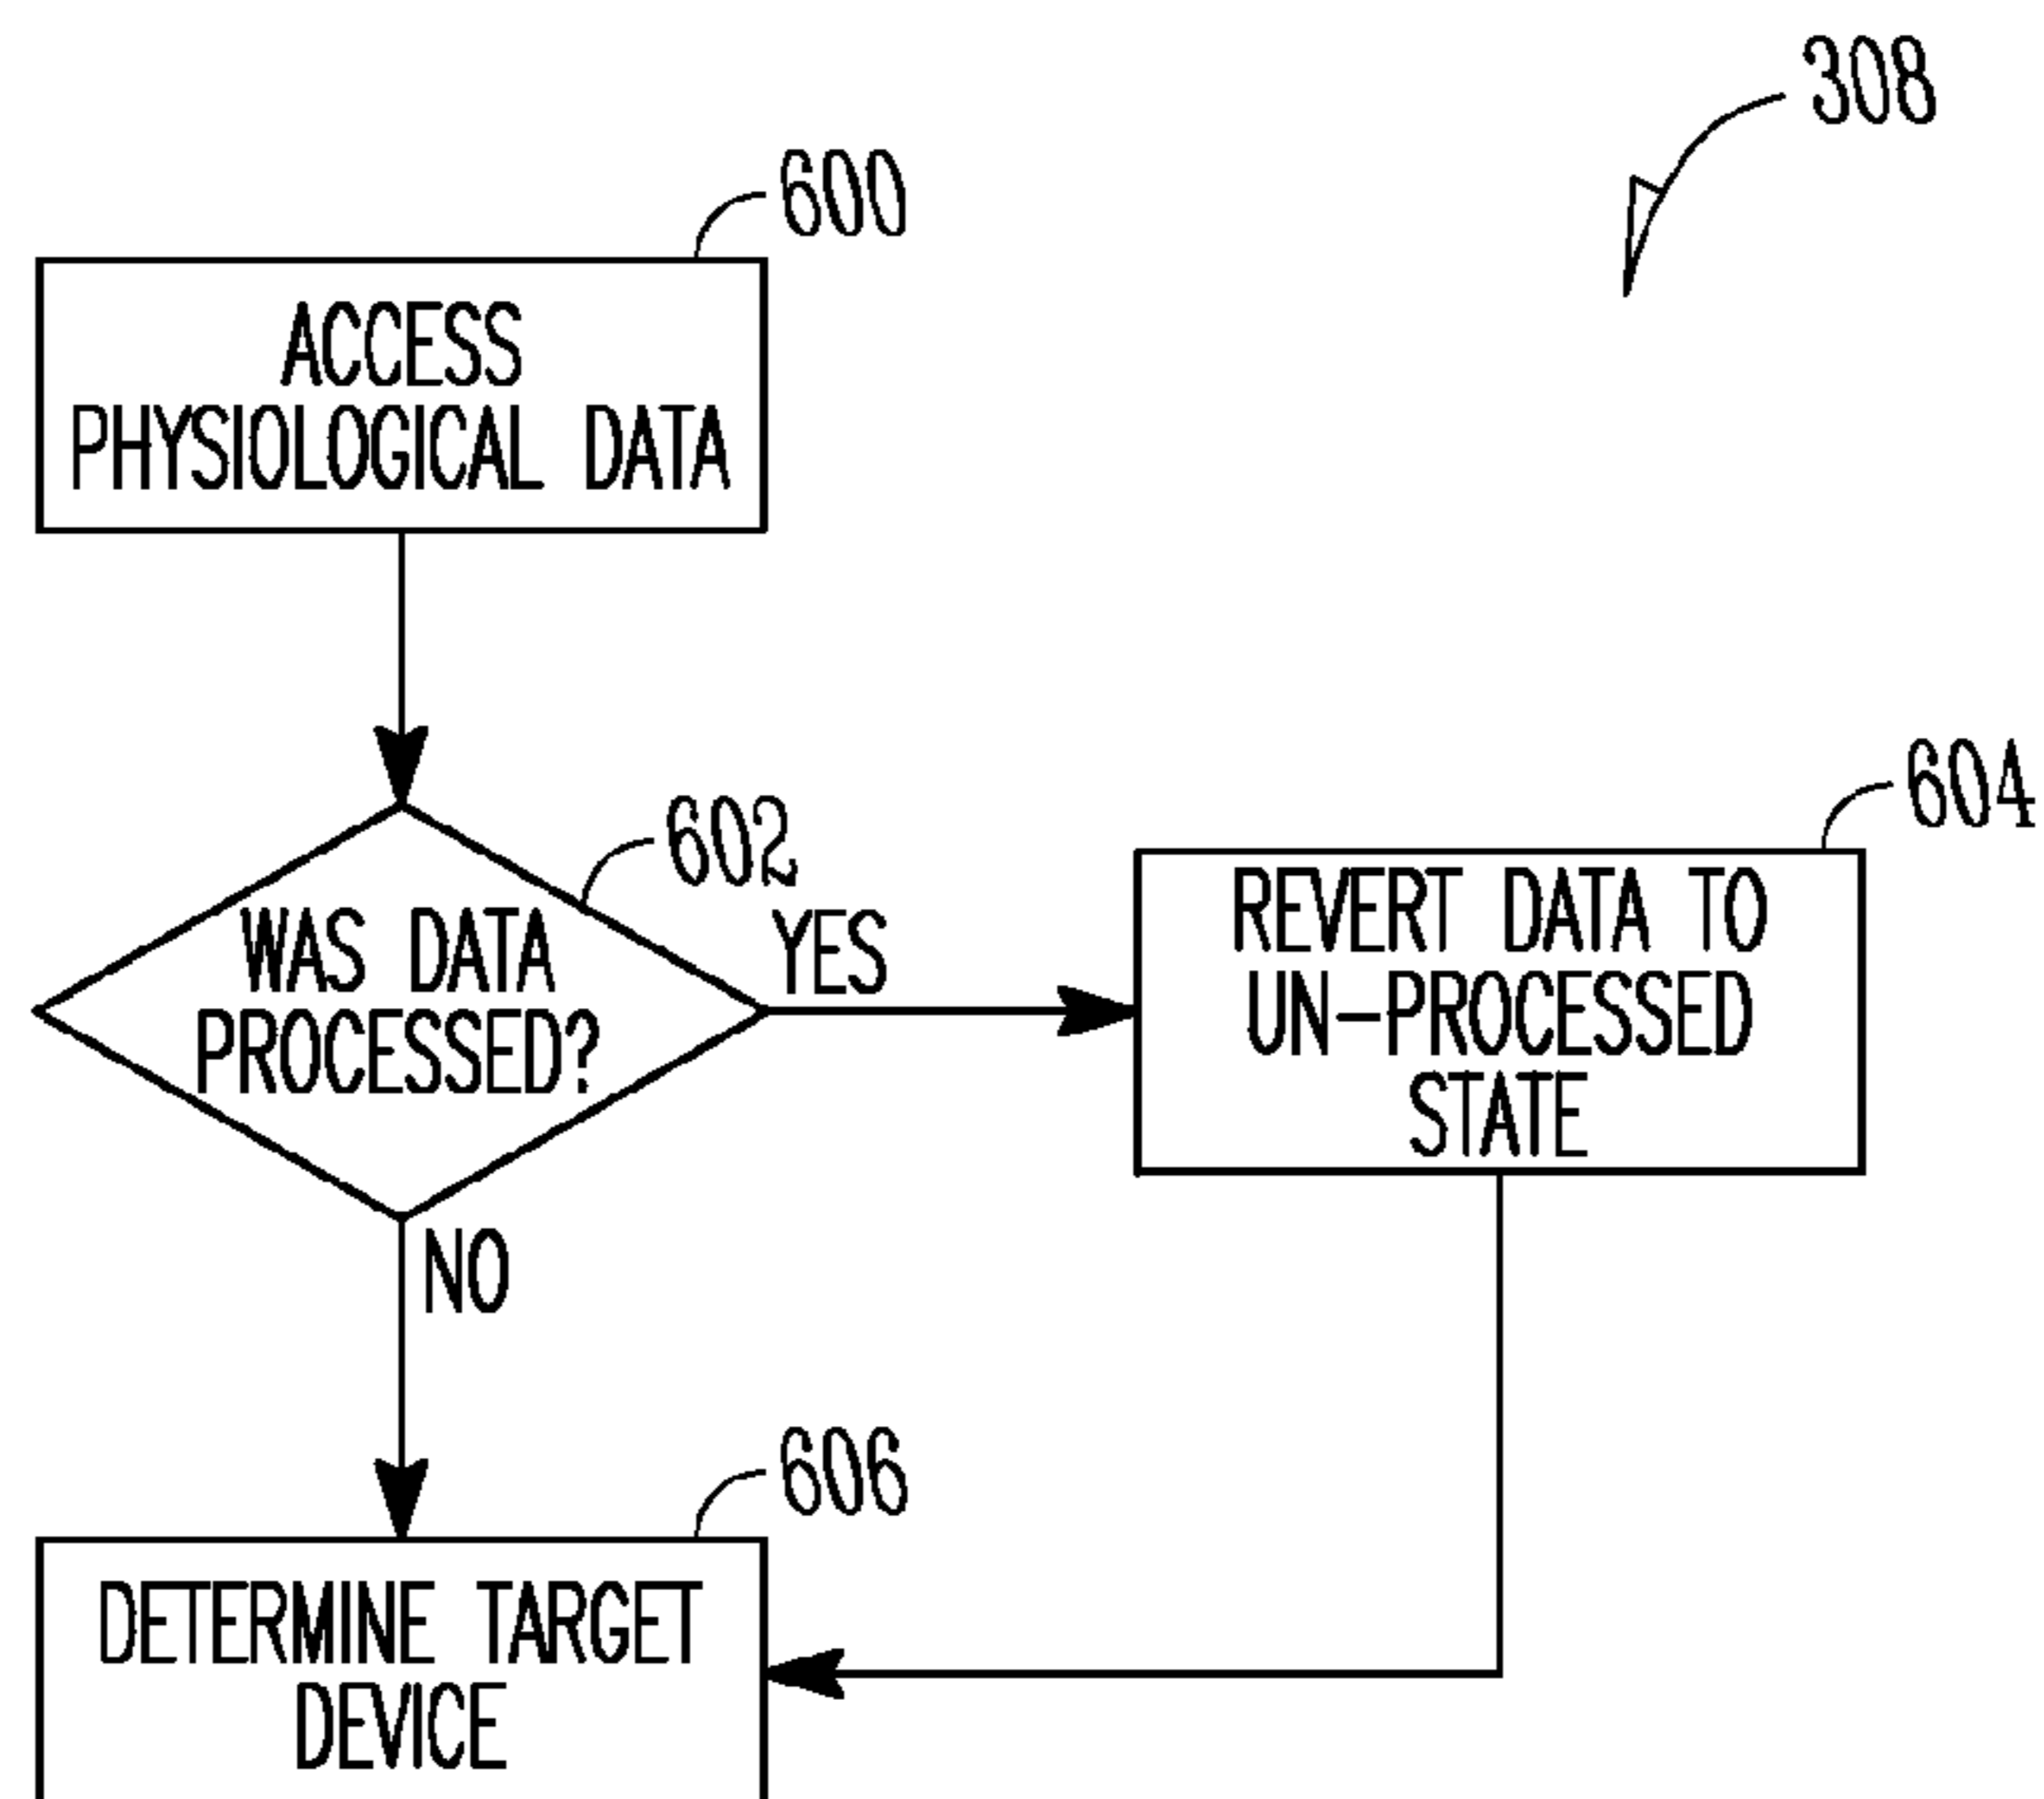 308
600
ACCESS
PHYSIOLOGICAL DATA
602
WAS DATA
PROCESSED?
YES
604
REVERT DATA TO
UN-PROCESSED
STATE
NO
606
DETERMINE TARGET
DEVICE